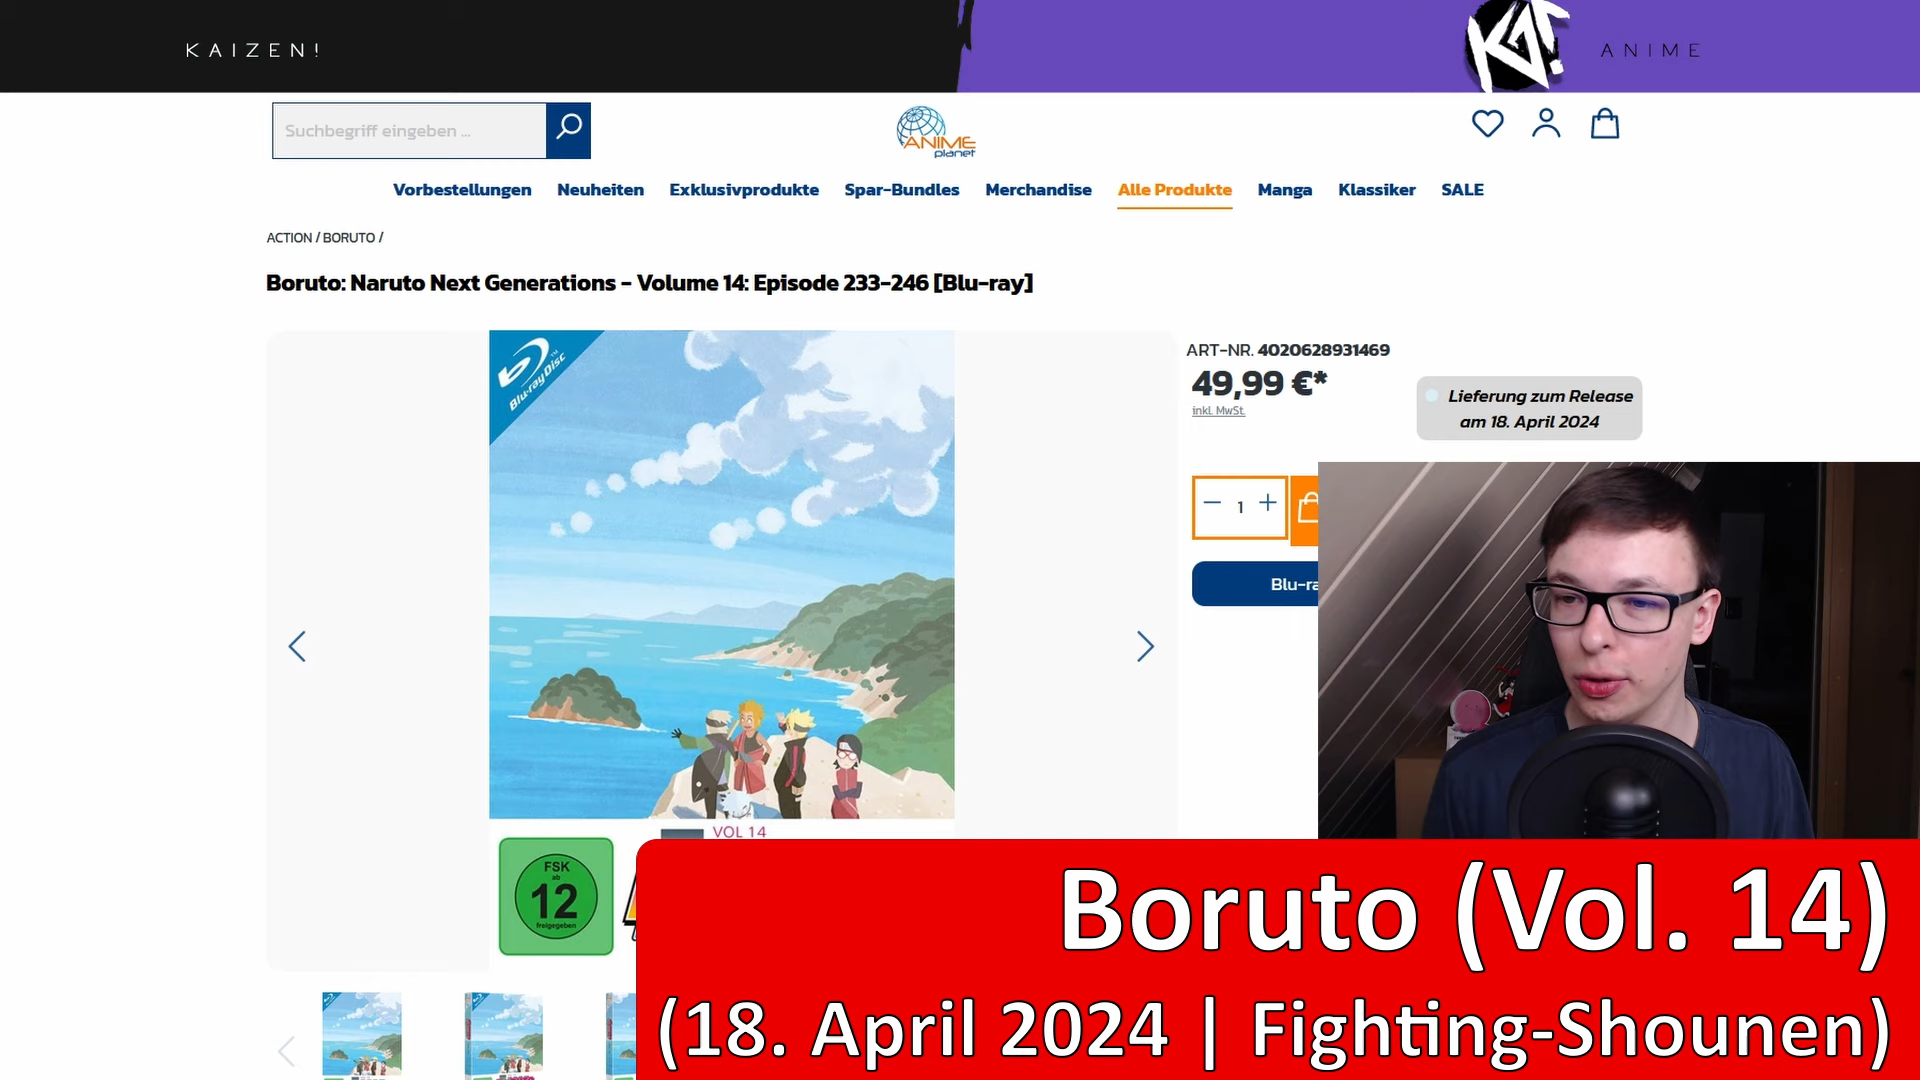 KAIZEN!
ANIME
Suchbegriff eingeben ...
ANIME
planet
Vorbestellungen Neuheiten Exklusivprodukte Spar-Bundles Merchandise Alle Produkte Manga Klassiker SALE
ACTION / BORUTO /
Boruto: Naruto Next Generations - Volume 14: Episode 233-246 [Blu-ray]
Blu-ray Disc
ART-NR. 4020628931469
49,99 €*
inkl. MwSt.
Lieferung zum Release
am 18. April 2024
1
Blu-ra
VOL 14
FSK
ab
12
freigegeben
Boruto (Vol. 14)
(18. April 2024 | Fighting-Shounen)